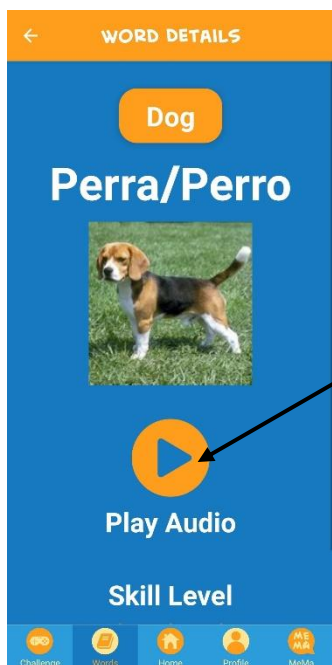 WORD DETAILS
Dog
Perra/Perro
Play Audio
Skill Level
ME
MA
Challenge Words Home Profile MeMa